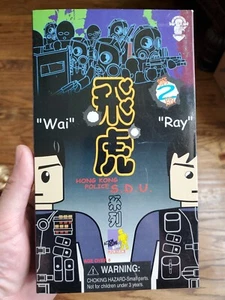 2
"Wai"
"Ray"
飛虎
HONG KONG
POLICE S.D.U.
系列
WARNING:
CHOKING HAZARD-Small parts.
Not for children under 3 years.